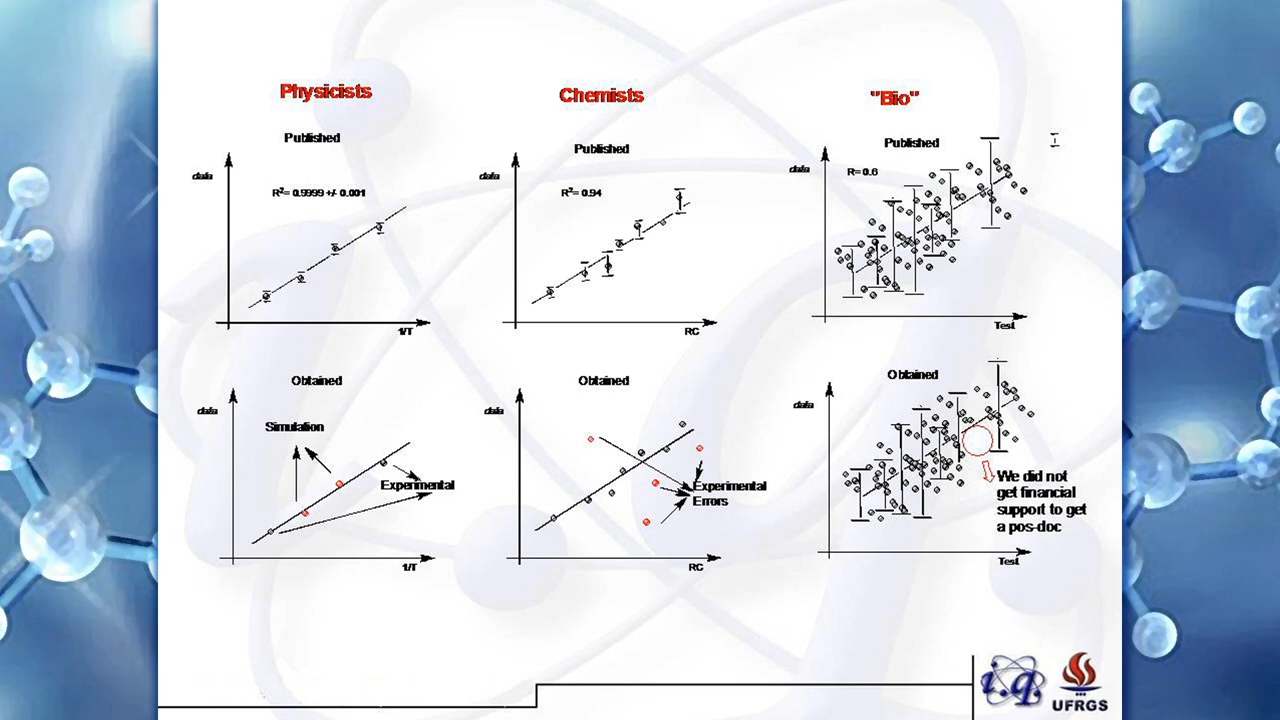 Physicists
Chemists
"Bio"
Published
data
R²= 0.9999 +/- 0.001
1/T
Published
data
R²= 0.94
RC
Published
data
R= 0.6
Test
Obtained
data
Simulation
Experimental
1/T
Obtained
data
Experimental
Errors
RC
Obtained
data
We did not
get financial
support to get
a pos-doc
Test
i.q.
UFRGS